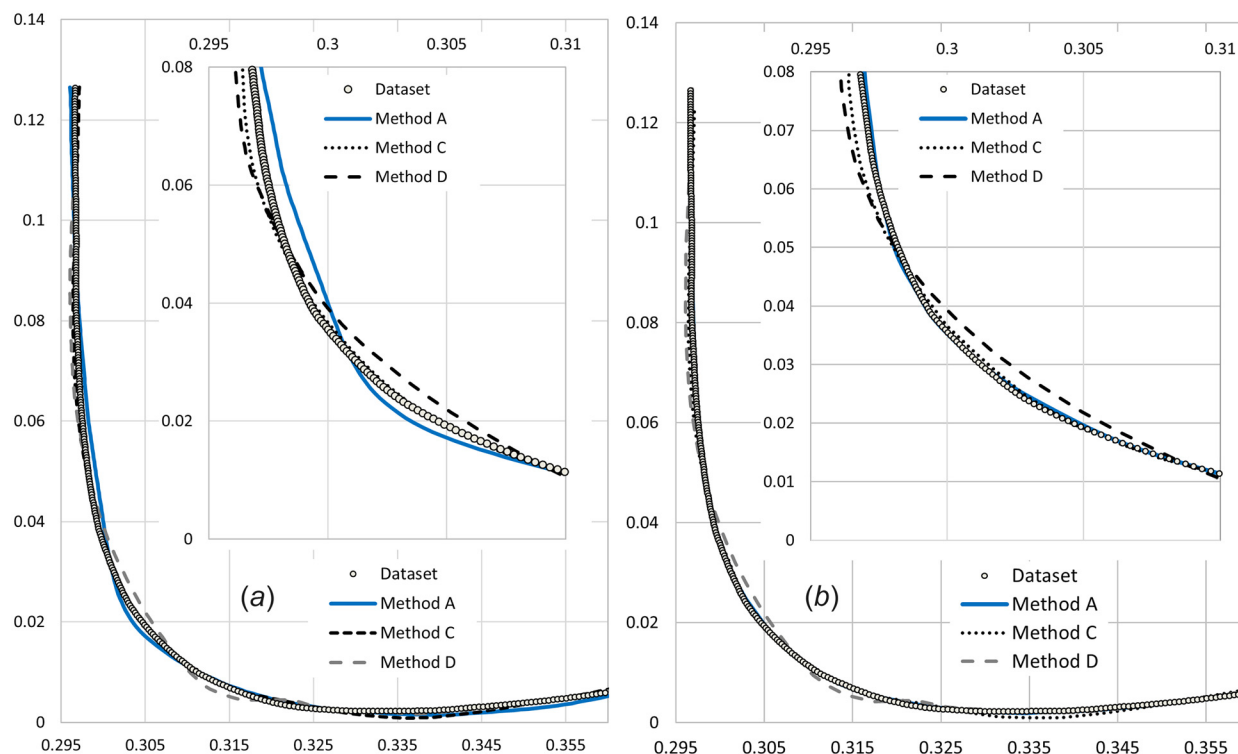 0.14
0.12
0.1
0.08
0.06
0.04
0.02
0
0.295 0.305 0.315 0.325 0.335 0.345 0.355
0.295 0.3 0.305 0.31
0.08
0.06
0.04
0.02
0
Dataset
Method A
Method C
Method D
(a)
Dataset
Method A
Method C
Method D
0.14
0.12
0.1
0.08
0.06
0.04
0.02
0
0.295 0.305 0.315 0.325 0.335 0.345 0.355
0.295 0.3 0.305 0.31
0.08
0.07
0.06
0.05
0.04
0.03
0.02
0.01
0
Dataset
Method A
Method C
Method D
(b)
Dataset
Method A
Method C
Method D